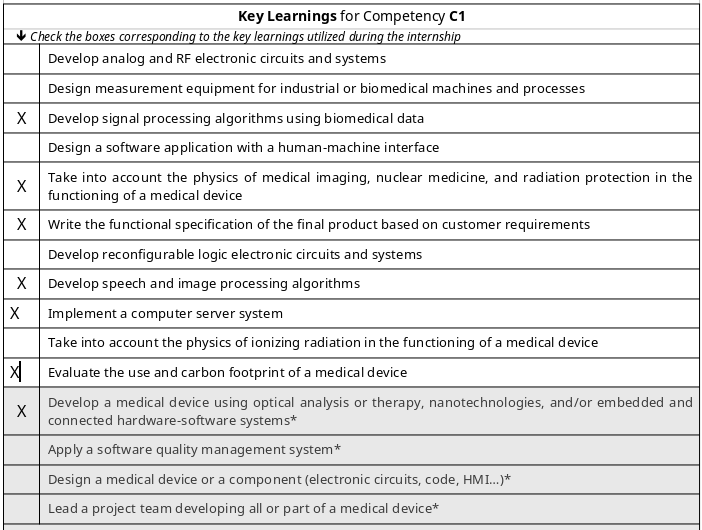 Key Learnings for Competency C1
🡻 Check the boxes corresponding to the key learnings utilized during the internship
Develop analog and RF electronic circuits and systems
Design measurement equipment for industrial or biomedical machines and processes
X Develop signal processing algorithms using biomedical data
Design a software application with a human-machine interface
X Take into account the physics of medical imaging, nuclear medicine, and radiation protection in the
functioning of a medical device
X Write the functional specification of the final product based on customer requirements
Develop reconfigurable logic electronic circuits and systems
X Develop speech and image processing algorithms
X Implement a computer server system
Take into account the physics of ionizing radiation in the functioning of a medical device
X Evaluate the use and carbon footprint of a medical device
X Develop a medical device using optical analysis or therapy, nanotechnologies, and/or embedded and
connected hardware-software systems*
Apply a software quality management system*
Design a medical device or a component (electronic circuits, code, HMI...)*
Lead a project team developing all or part of a medical device*